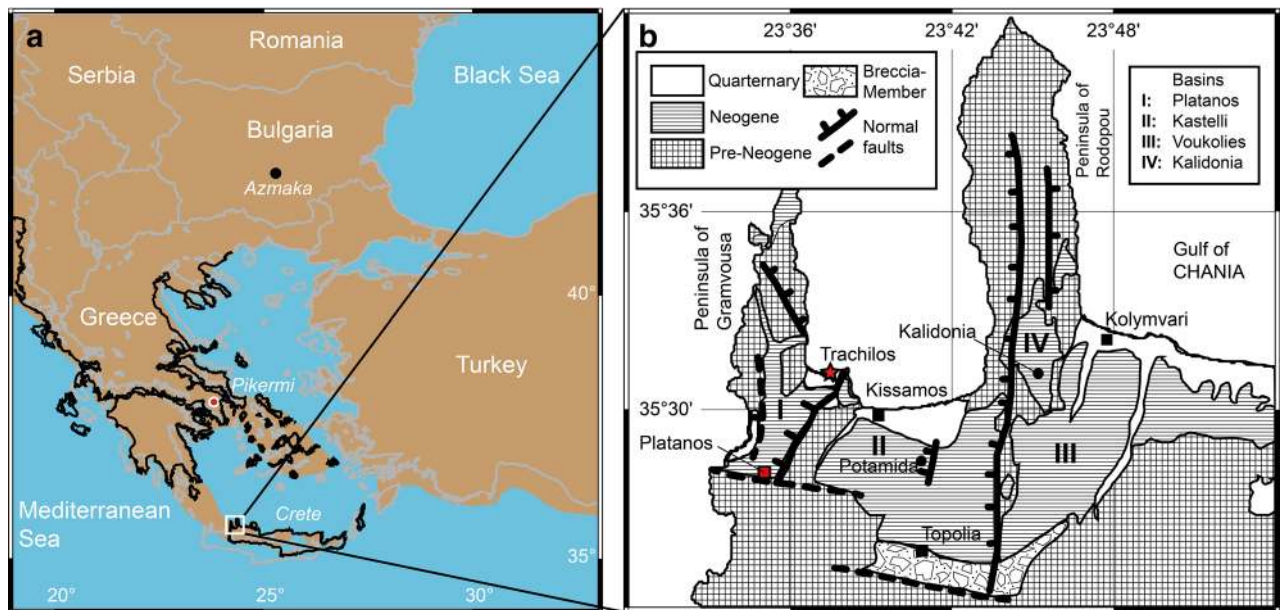 a
Romania
Serbia
Black Sea
Bulgaria
Azmaka
40°
Greece
Turkey
Pikermi
Mediterranean
Sea
Crete
35°
20°
25°
30°
b
23°36'
23°42'
23°48'
Quarternary
Neogene
Pre-Neogene
Breccia-
Member
Normal
faults
Basins
I: Platanos
II: Kastelli
III: Voukolies
IV: Kalidonia
Peninsula of
Rodopou
35°36'
Peninsula of
Gramvousa
Gulf of
CHANIA
Kalidonia
Kolymvari
IV
Trachilos
Kissamos
35°30'
I
II
III
Platanos
Potamida
Topolia